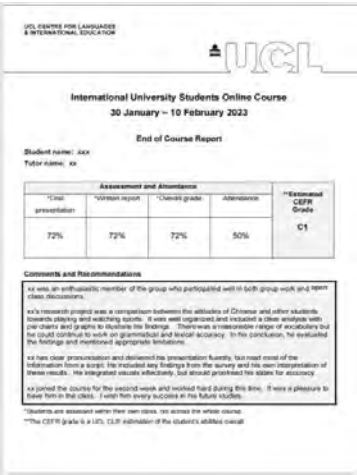 UCL CENTRE FOR LANGUAGES
& INTERNATIONAL EDUCATION
UCL
International University Students Online Course
30 January – 10 February 2023
End of Course Report
Student name: xxx
Tutor name: xx
Assessment and Attendance
**Estimated CEFR Grade
*Oral presentation
*Written report
*Overall grade
Attendance
72%
72%
72%
50%
C1
Comments and Recommendations
xx was an enthusiastic member of the group who participated well in both group work and open
class discussions.
xx's research project was a comparison between the attitudes of Chinese and other students
towards playing and watching sports. It was well organized and included a clear analysis with
pie charts and graphs to illustrate his findings. There was a reasonable range of vocabulary but
he could continue to work on grammatical and lexical accuracy. In his conclusion, he evaluated
the findings and mentioned appropriate limitations.
xx has clear pronunciation and delivered his presentation fluently, but read most of the
information from a script. He included key findings from the survey and his own interpretation of
these results. He integrated visuals effectively, but should proofread his slides for accuracy.
xx joined the course for the second week and worked hard during this time. It was a pleasure to
have him in the class. I wish him every success in his future studies.
*Students are assessed within their own class, not across the whole course.
**The CEFR grade is a UCL CLIE estimation of the student's abilities overall